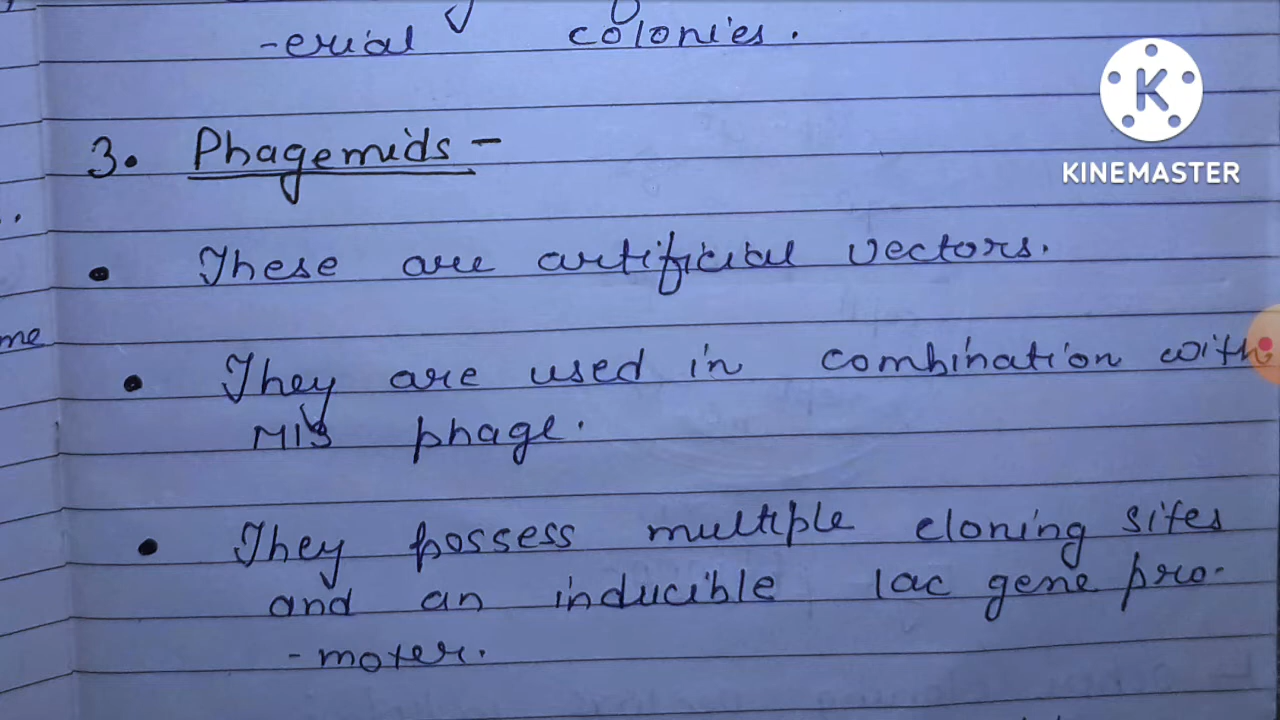 -erial colonies.
3. Phagemids -
• These are artificial vectors.
me
• They are used in combination with
M13 phage.
• They possess multiple cloning sites
and an inducible lac gene pro-
-moter.
K
KINEMASTER